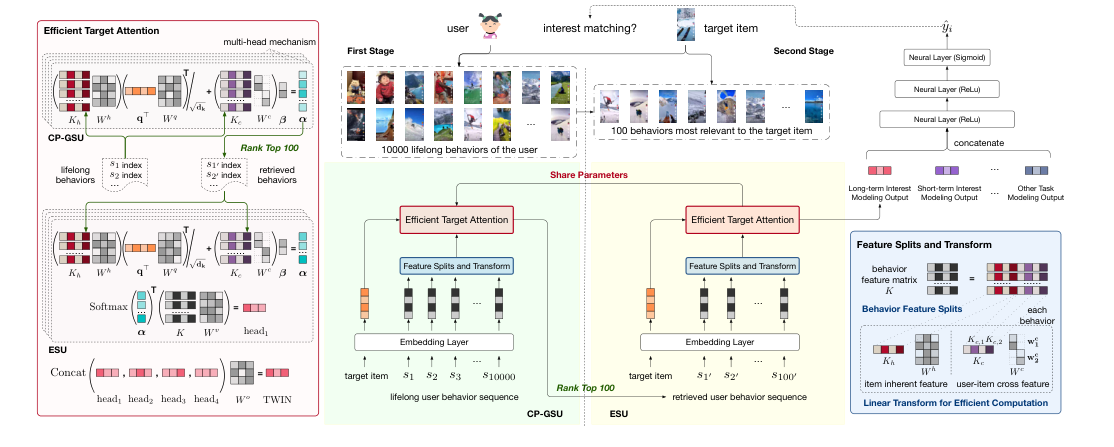 Efficient Target Attention
multi-head mechanism
K_h W^h q^⊤ W^q T √d_k K_c W^c β α
CP-GSU
Rank Top 100
lifelong
behaviors
s_1 index
s_2 index
...
s_1' index
s_2' index
...
retrieved
behaviors
K_h W^h q^⊤ W^q T √d_k K_c W^c β α
Softmax ( ) T ( ) =
α K W^v head_1
ESU
Concat ( , , , ) =
head_1 head_2 head_3 head_4 W^o TWIN
user interest matching? target item
First Stage
Second Stage
10000 lifelong behaviors of the user
...
100 behaviors most relevant to the target item
Share Parameters
Efficient Target Attention
Feature Splits and Transform
...
Embedding Layer
target item s_1 s_2 s_3 ... s_10000
lifelong user behavior sequence
CP-GSU
Rank Top 100
Efficient Target Attention
Feature Splits and Transform
...
Embedding Layer
target item s_1' s_2' ... s_100'
retrieved user behavior sequence
ESU
ŷ_i
Neural Layer (Sigmoid)
Neural Layer (ReLu)
Neural Layer (ReLu)
concatenate
...
Long-term Interest
Modeling Output
Short-term Interest
Modeling Output
...
Other Task
Modeling Output
Feature Splits and Transform
behavior
feature matrix
K
=
Behavior Feature Splits
each
behavior
K_h W^h
item inherent feature
K_c,1 K_c,2
K_c W^c w_1^c w_2^c
user-item cross feature
Linear Transform for Efficient Computation